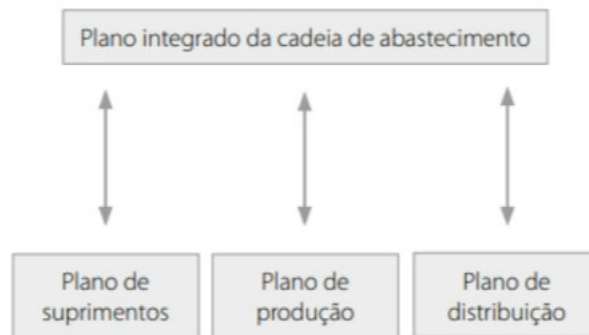 Plano integrado da cadeia de abastecimento
Plano de
suprimentos
Plano de
produção
Plano de
distribuição